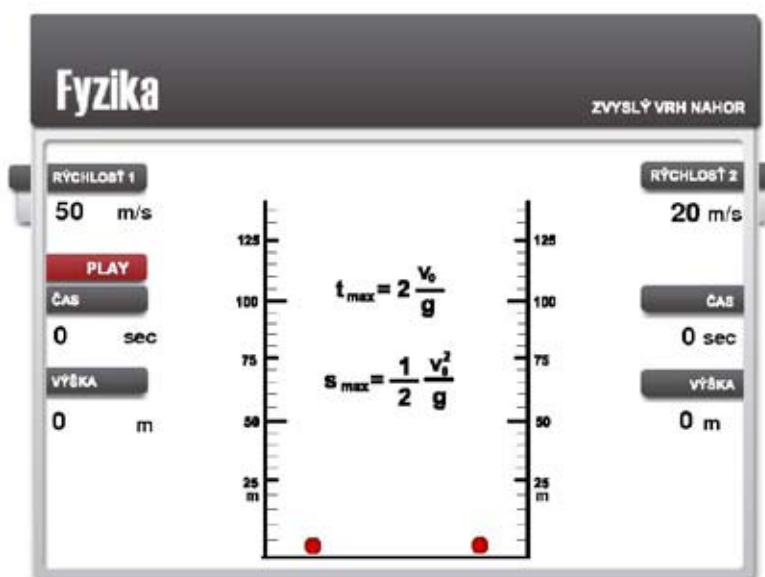 Fyzika
ZVYSLÝ VRH NAHOR
RÝCHLOSŤ 1
50 m/s
PLAY
ČAS
0 sec
VÝŠKA
0 m
125
100
75
50
25
m
t max = 2 v₀/g
s max = 1/2 v₀²/g
125
100
75
50
25
m
RÝCHLOSŤ 2
20 m/s
ČAS
0 sec
VÝŠKA
0 m